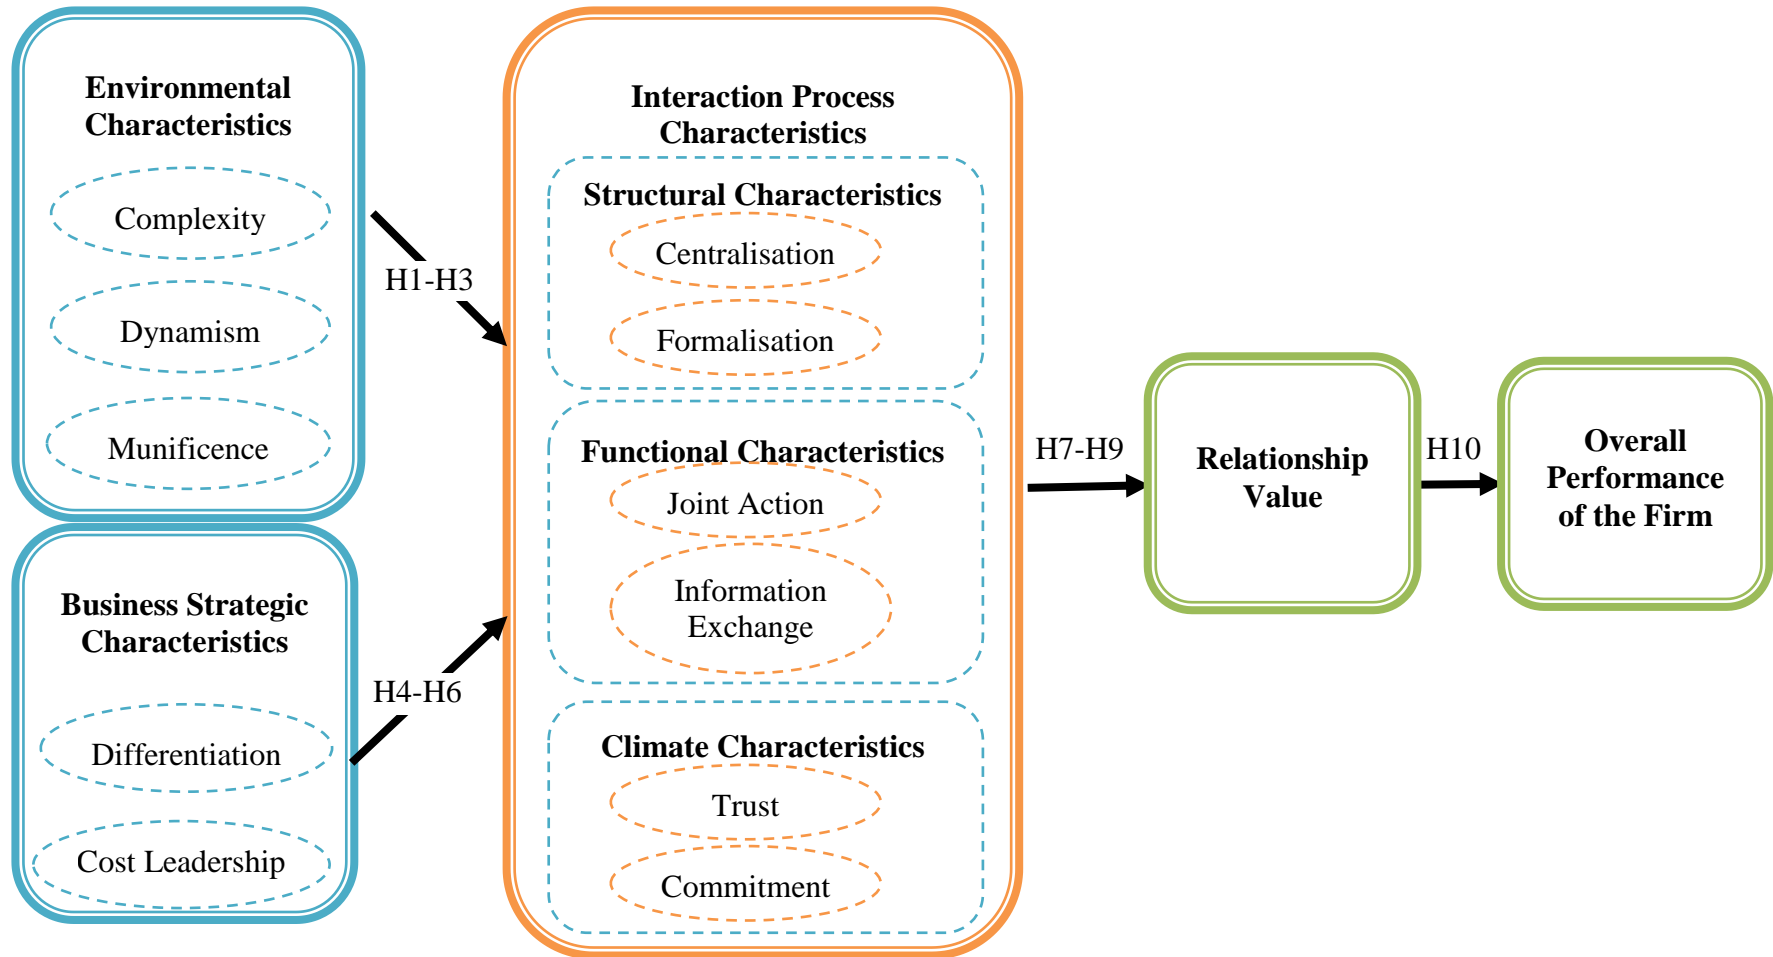 Environmental
Characteristics
Complexity
Dynamism
Munificence
Business Strategic
Characteristics
Differentiation
Cost Leadership
H1-H3
H4-H6
Interaction Process
Characteristics
Structural Characteristics
Centralisation
Formalisation
Functional Characteristics
Joint Action
Information
Exchange
Climate Characteristics
Trust
Commitment
H7-H9
Relationship
Value
H10
Overall
Performance
of the Firm